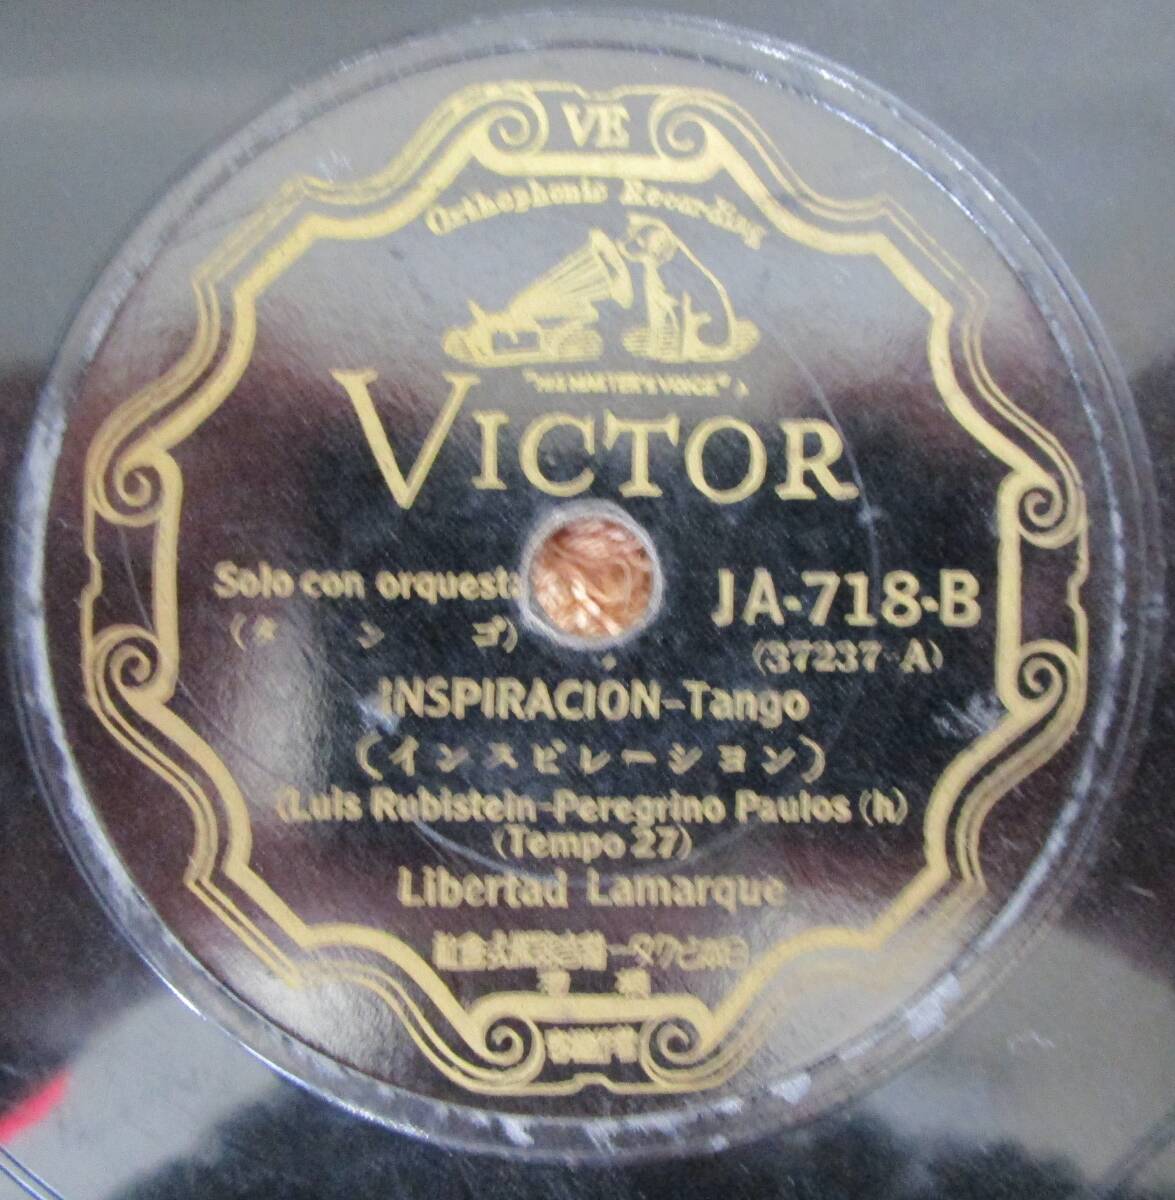 VE
Orthophonic Recording
"HIS MASTER'S VOICE"
VICTOR
Solo con orquesta
(タンゴ)
JA-718-B
(37237-A)
INSPIRACION-Tango
(インスピレーション)
(Luis Rubistein-Peregrino Paulos (h)
(Tempo 27)
Libertad Lamarque